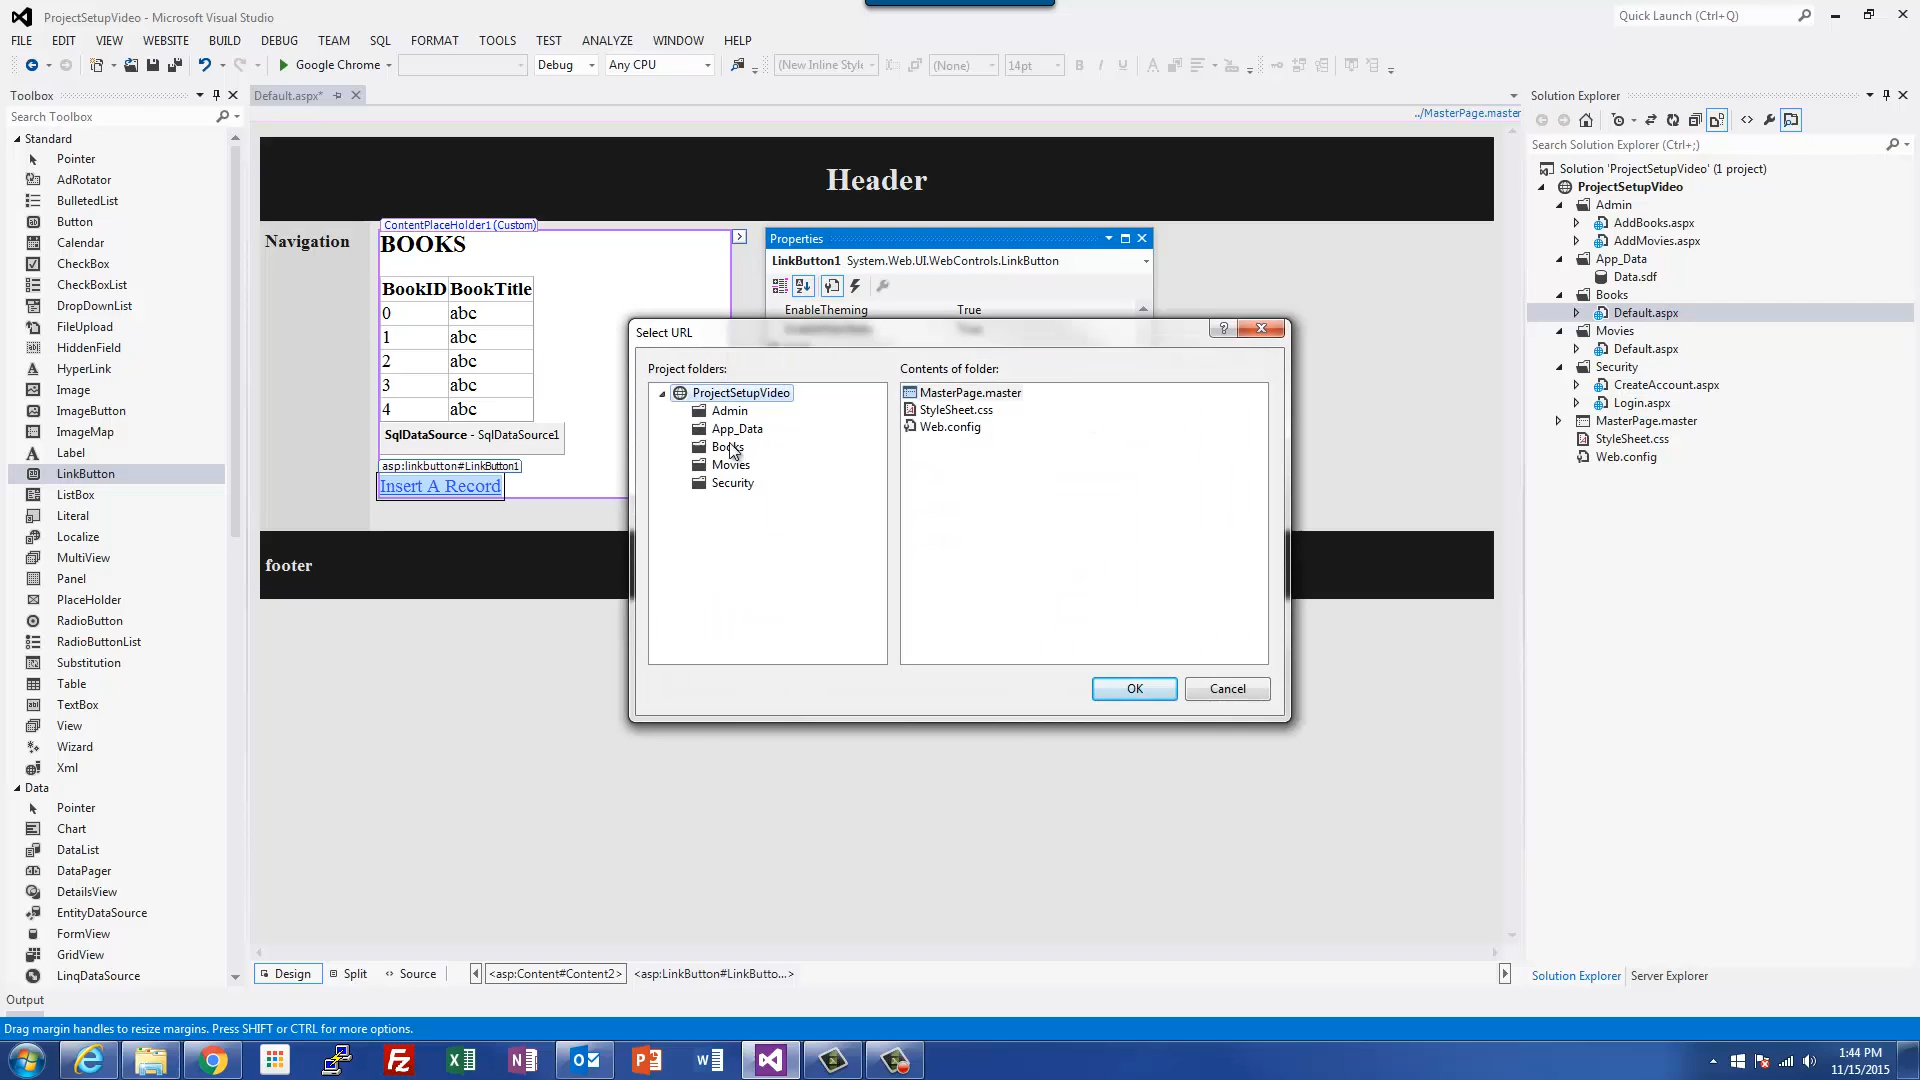 ProjectSetupVideo - Microsoft Visual Studio
Quick Launch (Ctrl+Q)
FILE EDIT VIEW WEBSITE BUILD DEBUG TEAM SQL FORMAT TOOLS TEST ANALYZE WINDOW HELP
Google Chrome Debug Any CPU (New Inline Style (None) 14pt B I U A
Toolbox
Search Toolbox
Standard
Pointer
AdRotator
BulletedList
Button
Calendar
CheckBox
CheckBoxList
DropDownList
FileUpload
HiddenField
HyperLink
Image
ImageButton
ImageMap
Label
LinkButton
ListBox
Literal
Localize
MultiView
Panel
PlaceHolder
RadioButton
RadioButtonList
Substitution
Table
TextBox
View
Wizard
Xml
Data
Pointer
Chart
DataList
DataPager
DetailsView
EntityDataSource
FormView
GridView
LinqDataSource
Output
Default.aspx*
../MasterPage.master
Header
Navigation
ContentPlaceHolder1 (Custom)
BOOKS
BookID BookTitle
0 abc
1 abc
2 abc
3 abc
4 abc
SqlDataSource - SqlDataSource1
asp:linkbutton#LinkButton1
Insert A Record
footer
Properties
LinkButton1 System.Web.UI.WebControls.LinkButton
EnableTheming True
Select URL
Project folders:
ProjectSetupVideo
Admin
App_Data
Books
Movies
Security
Contents of folder:
MasterPage.master
StyleSheet.css
Web.config
OK Cancel
Design Split Source <asp:Content#Content2> <asp:LinkButton#LinkButto...>
Solution Explorer
Search Solution Explorer (Ctrl+;)
Solution 'ProjectSetupVideo' (1 project)
ProjectSetupVideo
Admin
AddBooks.aspx
AddMovies.aspx
App_Data
Data.sdf
Books
Default.aspx
Movies
Default.aspx
Security
CreateAccount.aspx
Login.aspx
MasterPage.master
StyleSheet.css
Web.config
Solution Explorer Server Explorer
Drag margin handles to resize margins. Press SHIFT or CTRL for more options.
1:44 PM
11/15/2015